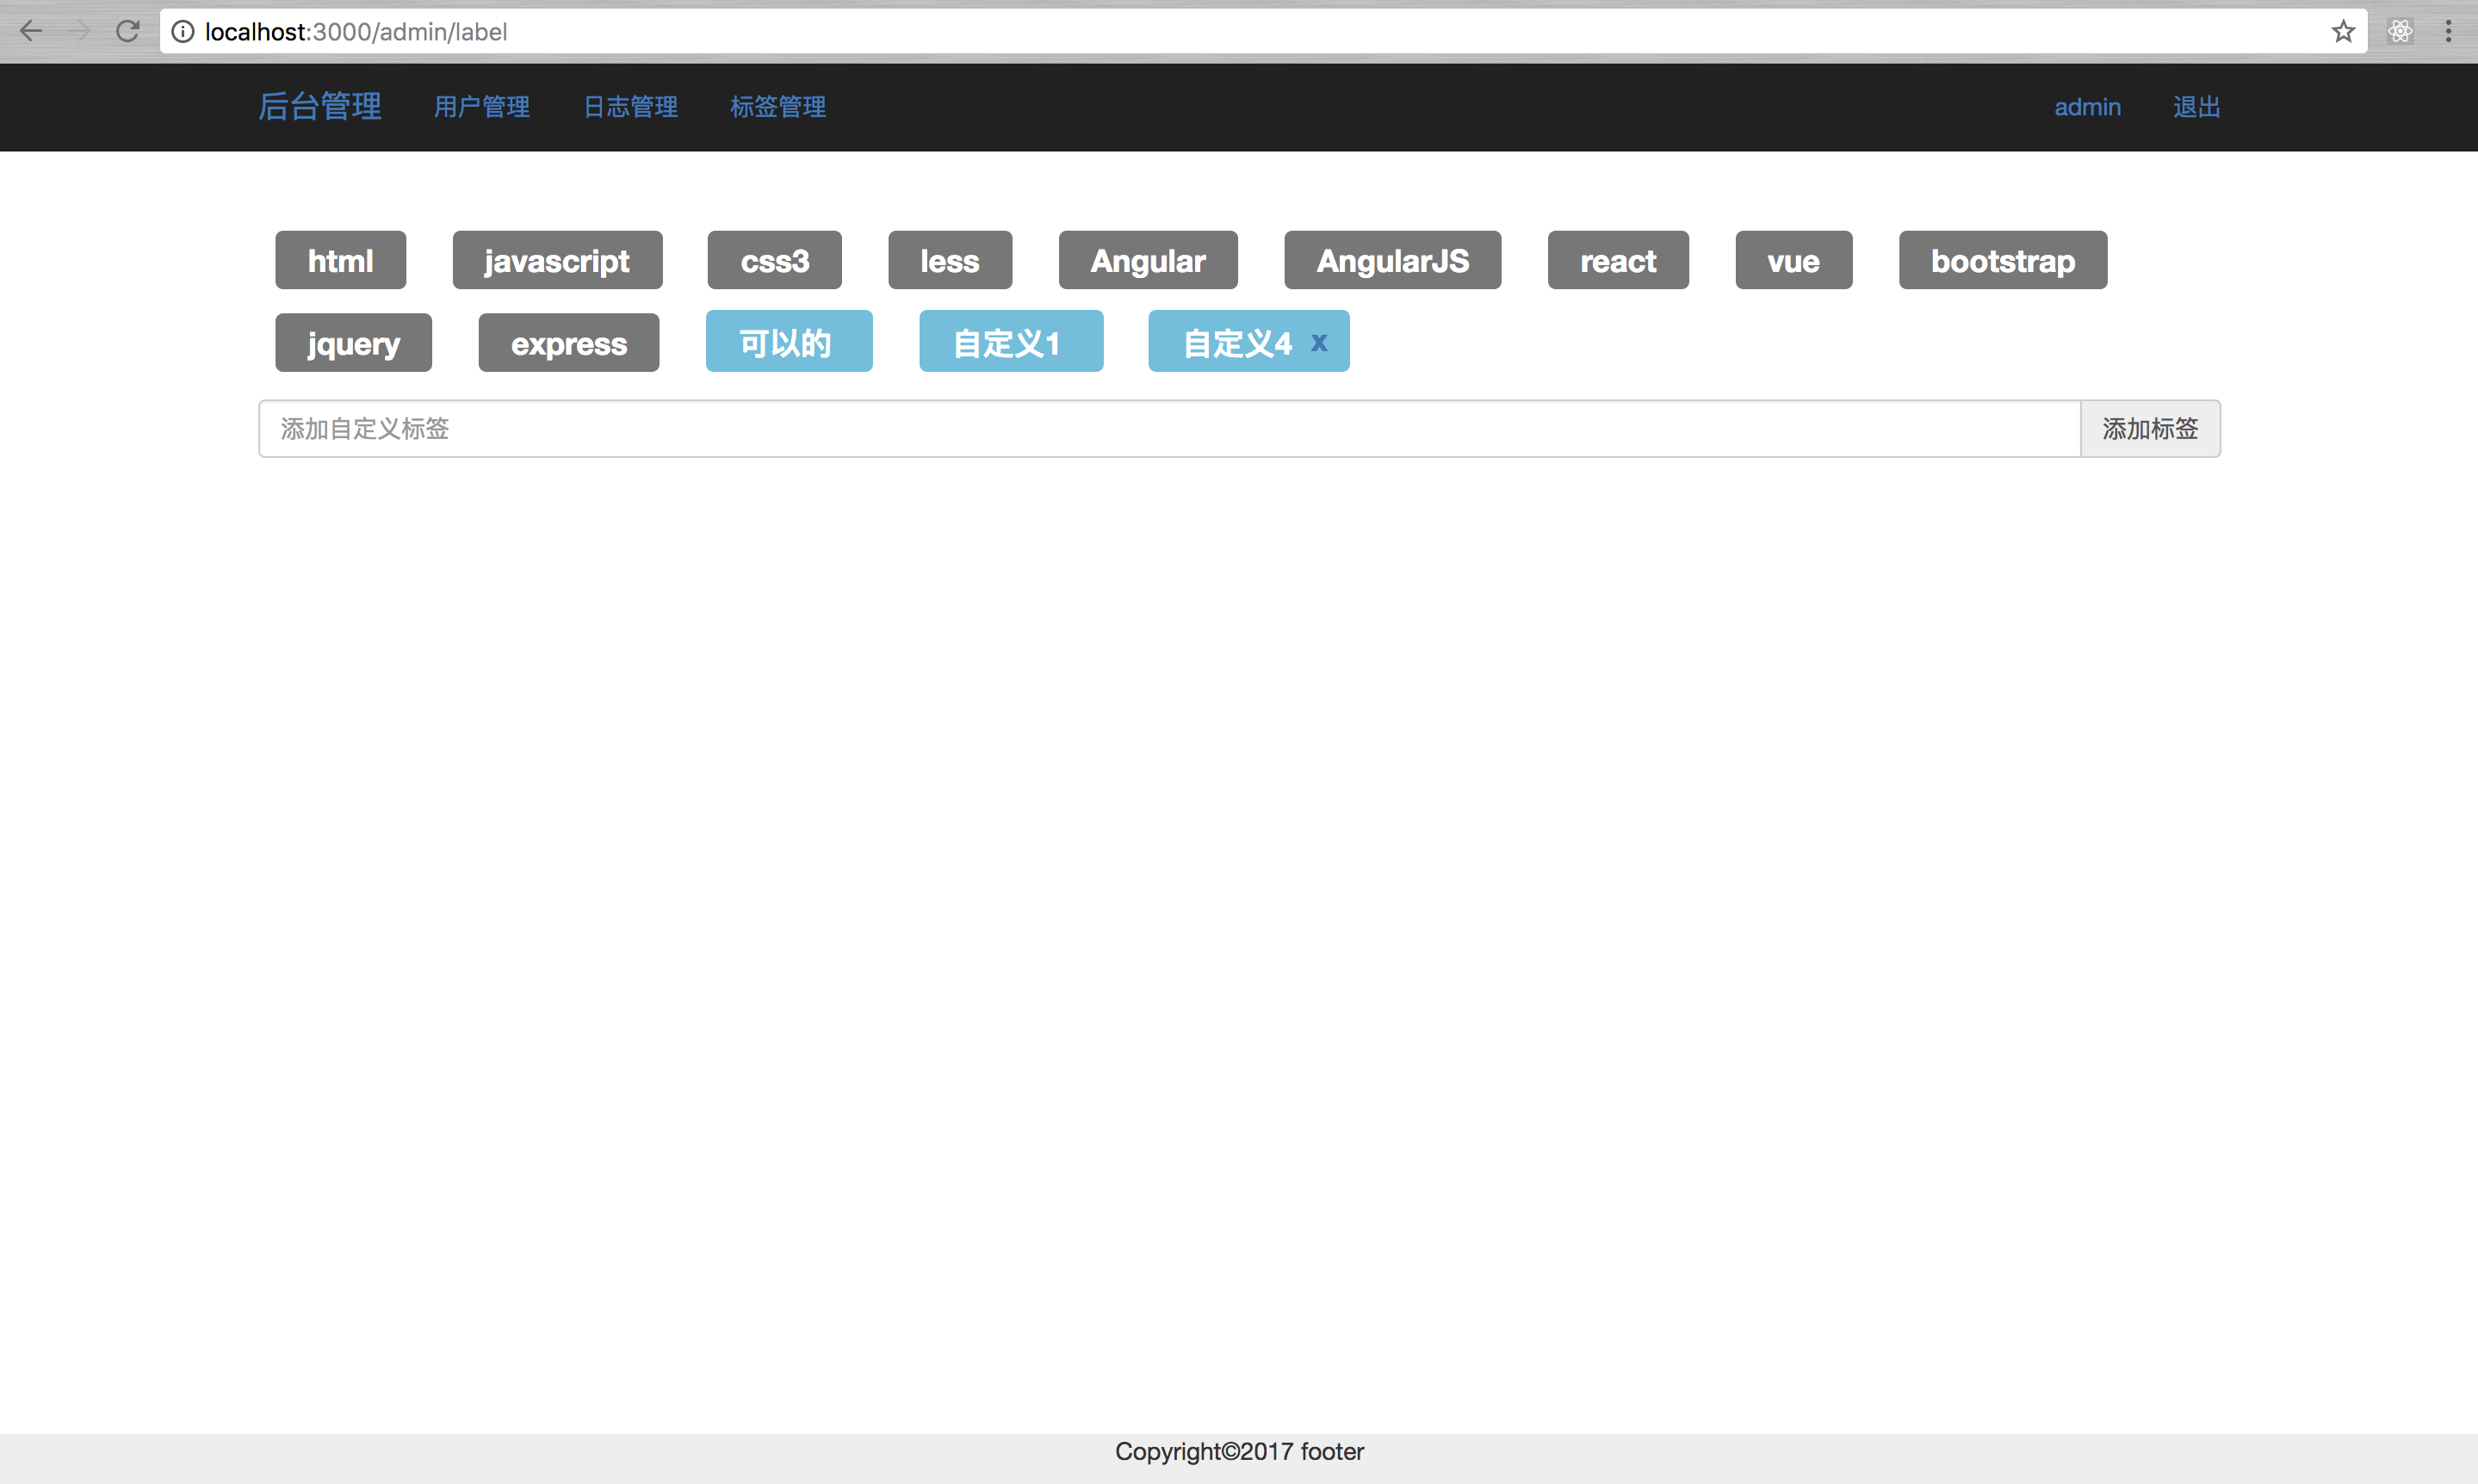 localhost:3000/admin/label
后台管理 用户管理 日志管理 标签管理 admin 退出
html javascript css3 less Angular AngularJS react vue bootstrap
jquery express 可以的 自定义1 自定义4 x
添加自定义标签 添加标签
Copyright©2017 footer